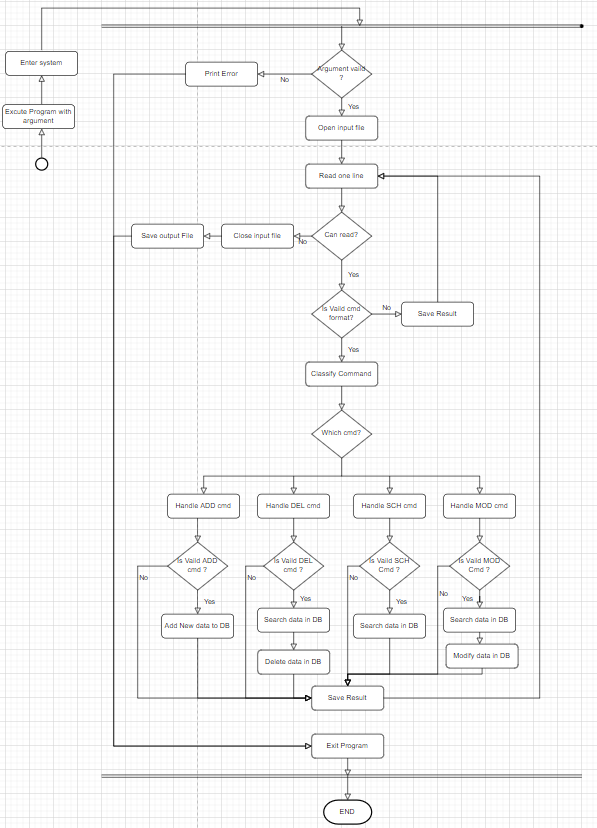 Enter system
Excute Program with
argument
Argument valid
?
No
Print Error
Yes
Open input file
Read one line
Can read?
No
Close input file
Save output File
Yes
Is Vaild cmd
format?
No
Save Result
Yes
Classify Command
Which cmd?
Handle ADD cmd
Handle DEL cmd
Handle SCH cmd
Handle MOD cmd
Is Vaild ADD
cmd ?
Is Vaild DEL
cmd ?
Is Vaild SCH
Cmd ?
Is Vaild MOD
Cmd ?
No
No
No
No
Yes
Yes
Yes
Yes
Add New data to DB
Search data in DB
Search data in DB
Search data in DB
Delete data in DB
Modify data in DB
Save Result
Exit Program
END